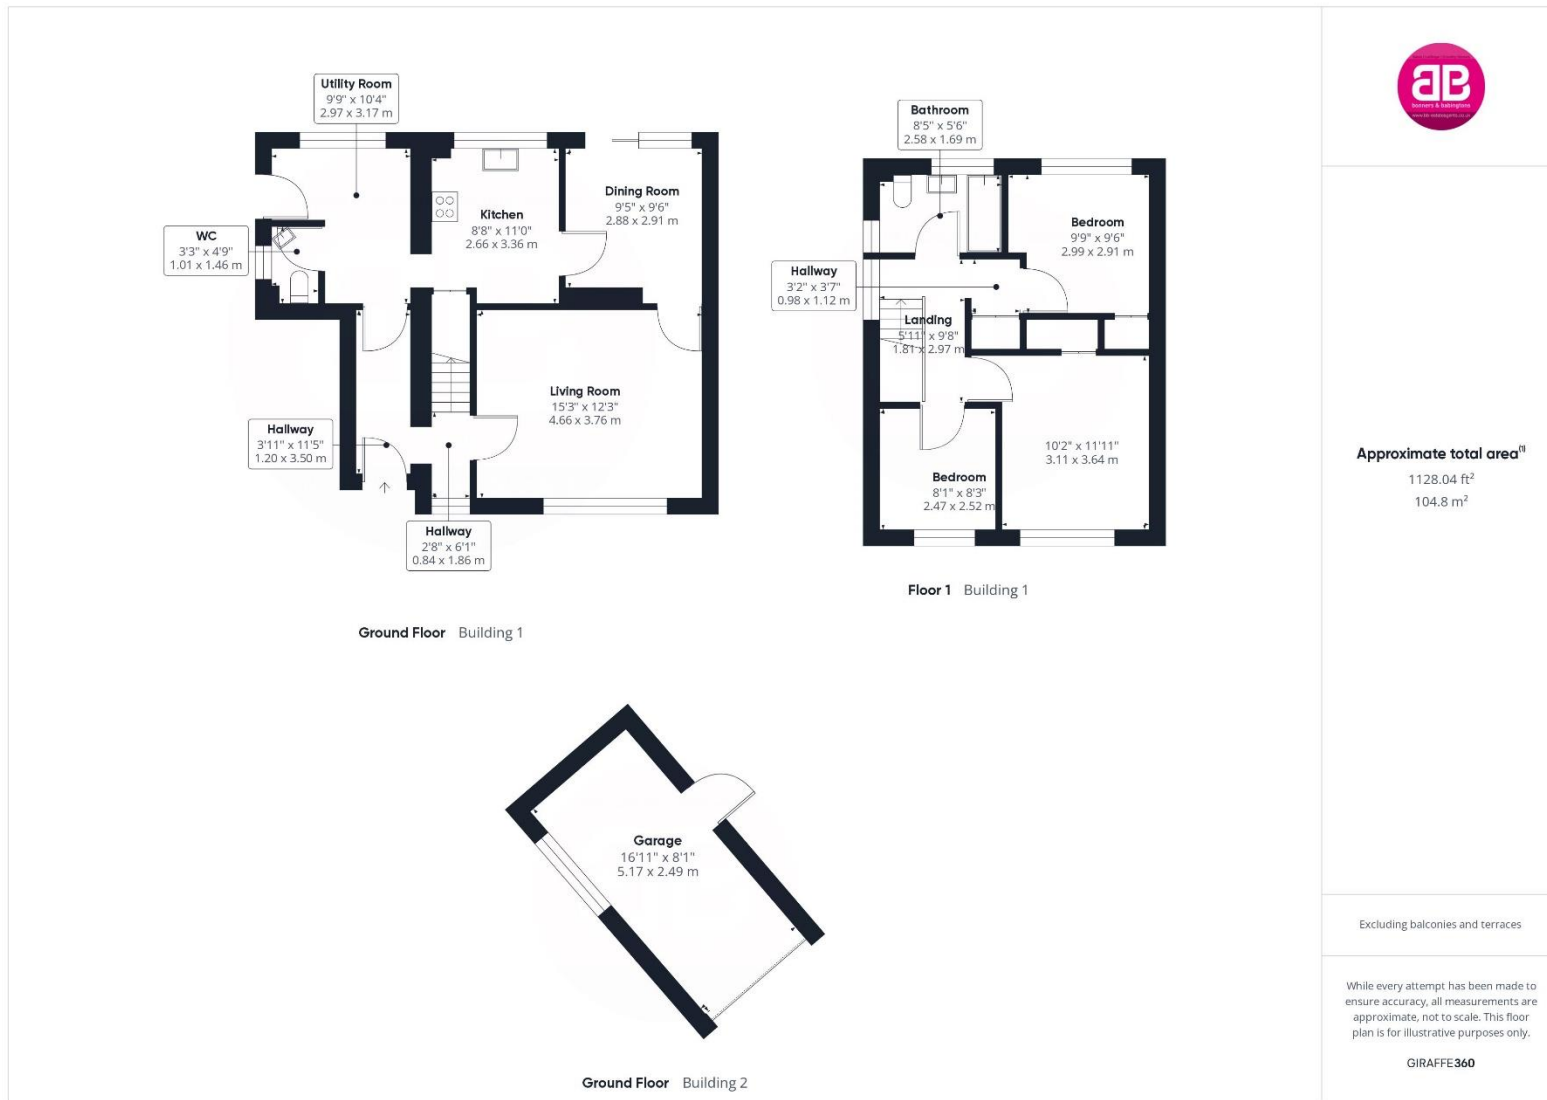 Utility Room
9'9" x 10'4"
2.97 x 3.17 m
WC
3'3" x 4'9"
1.01 x 1.46 m
Kitchen
8'8" x 11'0"
2.66 x 3.36 m
Dining Room
9'5" x 9'6"
2.88 x 2.91 m
Living Room
15'3" x 12'3"
4.66 x 3.76 m
Hallway
3'11" x 11'5"
1.20 x 3.50 m
Hallway
2'8" x 6'1"
0.84 x 1.86 m
Ground Floor Building 1
Bathroom
8'5" x 5'6"
2.58 x 1.69 m
Bedroom
9'9" x 9'6"
2.99 x 2.91 m
Hallway
3'2" x 3'7"
0.98 x 1.12 m
Landing
5'11" x 9'8"
1.81 x 2.97 m
10'2" x 11'11"
3.11 x 3.64 m
Bedroom
8'1" x 8'3"
2.47 x 2.52 m
Floor 1 Building 1
Garage
16'11" x 8'1"
5.17 x 2.49 m
Ground Floor Building 2
BB
bonners & babingtons
Approximate total area(1)
1128.04 ft²
104.8 m²
Excluding balconies and terraces
While every attempt has been made to
ensure accuracy, all measurements are
approximate, not to scale. This floor
plan is for illustrative purposes only.
GIRAFFE360